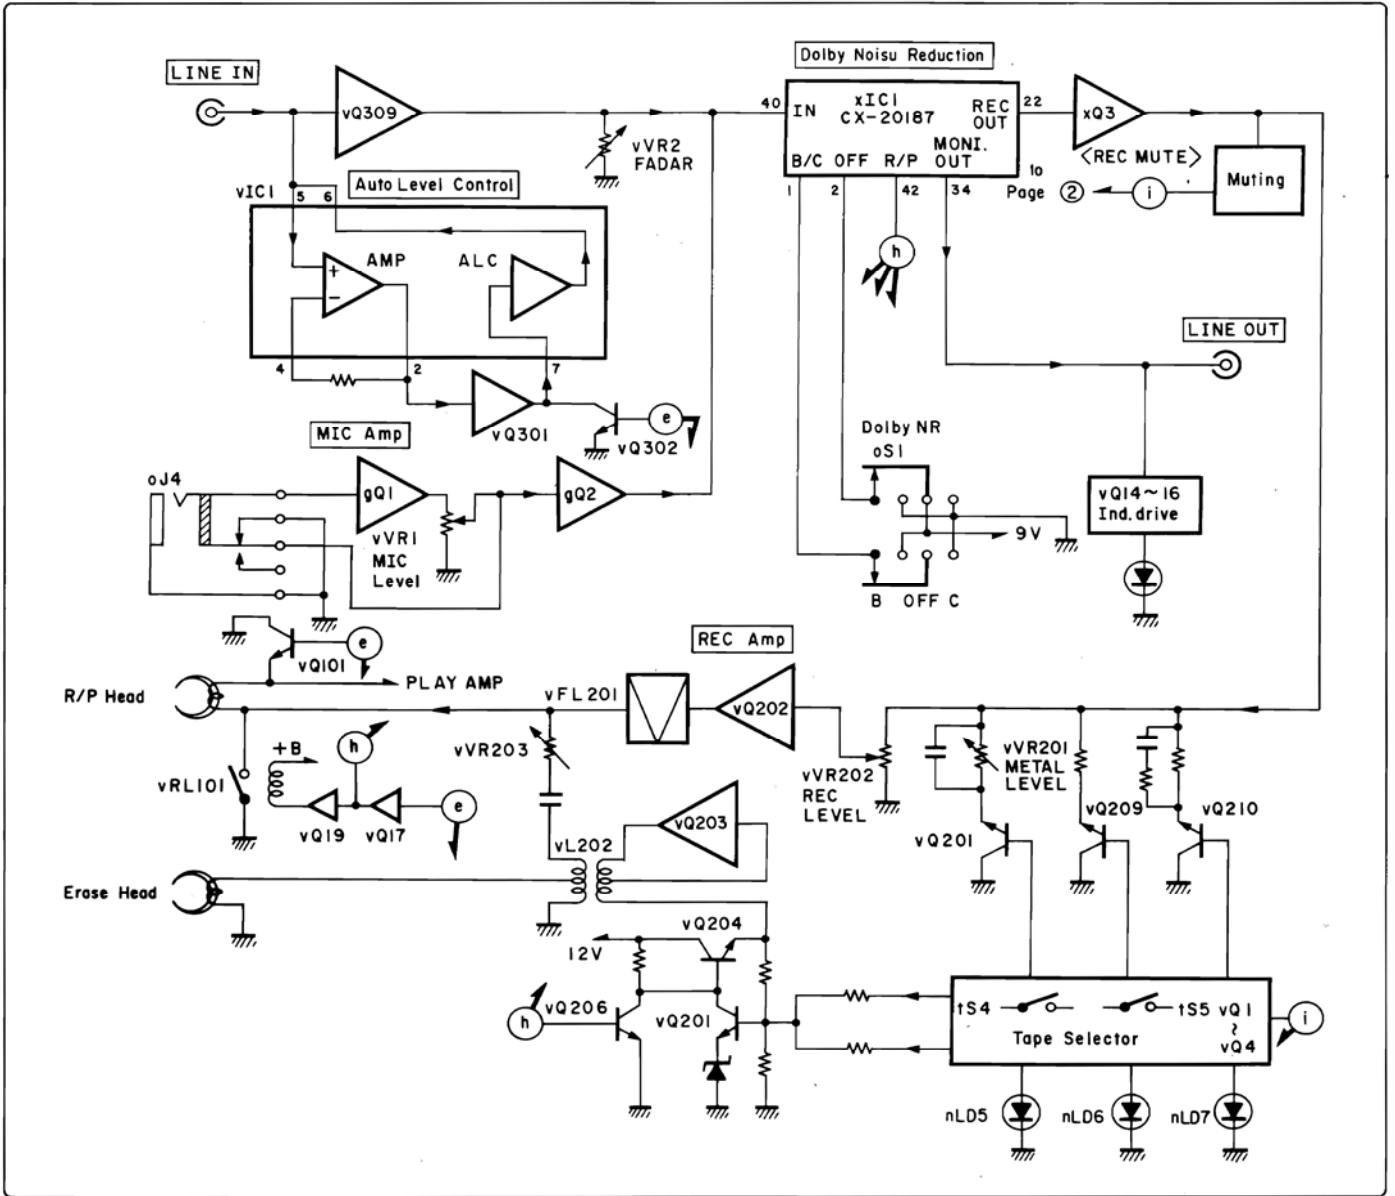 Dolby Noisu Reduction
LINE IN
vQ309
vVR2
FADAR
40
IN
xIC1
CX-20187
REC
OUT
MONI.
OUT
B/C OFF R/P
22
xQ3
<REC MUTE>
Muting
to
Page ②
i
1
2
42
34
h
Auto Level Control
vIC1
5
6
AMP
ALC
+
−
4
2
7
vQ301
vQ302
e
LINE OUT
MIC Amp
oJ4
gQ1
vVR1
MIC
Level
gQ2
Dolby NR
oS1
9V
B OFF C
vQ14~16
Ind. drive
vQ101
e
R/P Head
PLAY AMP
REC Amp
vFL201
vQ202
vVR203
vRL101
+B
h
vQ19
vQ17
e
vVR202
REC
LEVEL
vVR201
METAL
LEVEL
vQ209
vQ210
vQ201
vL202
vQ203
Erase Head
vQ204
12V
h
vQ206
vQ201
tS4
tS5
vQ1
~
vQ4
Tape Selector
i
nLD5
nLD6
nLD7